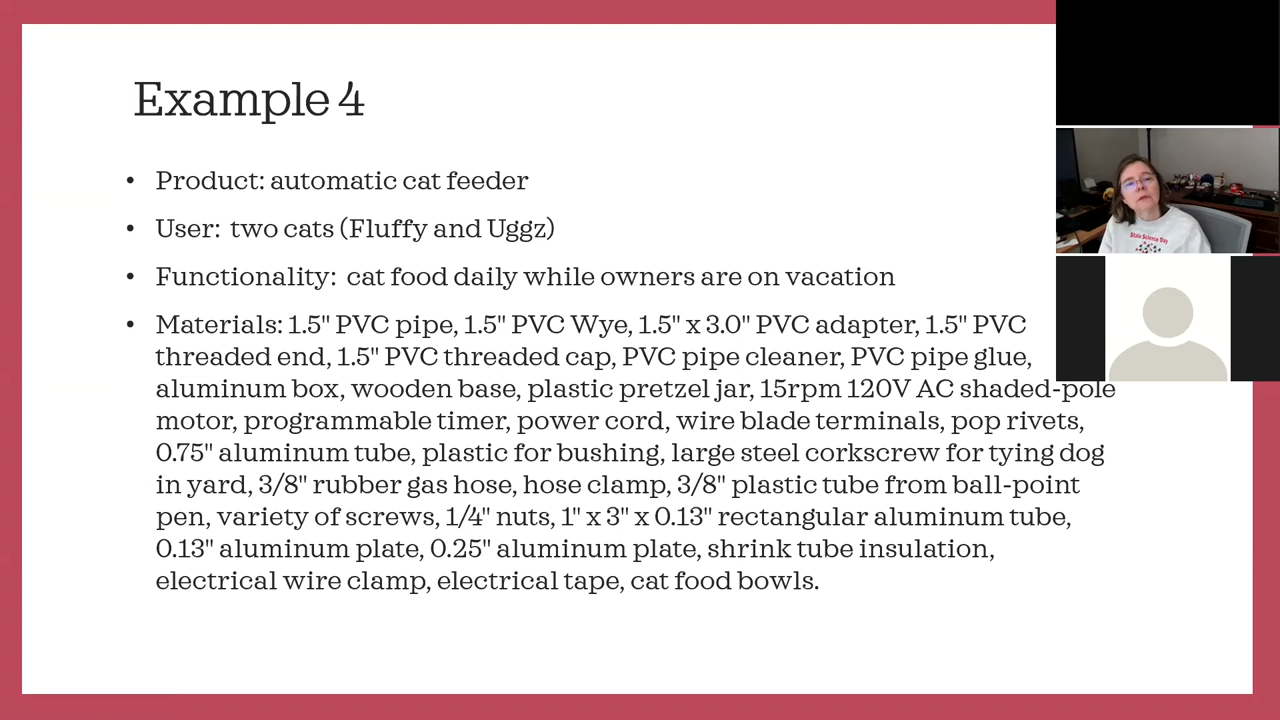 Example 4
• Product: automatic cat feeder
• User: two cats (Fluffy and Uggz)
• Functionality: cat food daily while owners are on vacation
• Materials: 1.5" PVC pipe, 1.5" PVC Wye, 1.5" x 3.0" PVC adapter, 1.5" PVC
threaded end, 1.5" PVC threaded cap, PVC pipe cleaner, PVC pipe glue,
aluminum box, wooden base, plastic pretzel jar, 15rpm 120V AC shaded-pole
motor, programmable timer, power cord, wire blade terminals, pop rivets,
0.75" aluminum tube, plastic for bushing, large steel corkscrew for tying dog
in yard, 3/8" rubber gas hose, hose clamp, 3/8" plastic tube from ball-point
pen, variety of screws, 1/4" nuts, 1" x 3" x 0.13" rectangular aluminum tube,
0.13" aluminum plate, 0.25" aluminum plate, shrink tube insulation,
electrical wire clamp, electrical tape, cat food bowls.
State Science Day